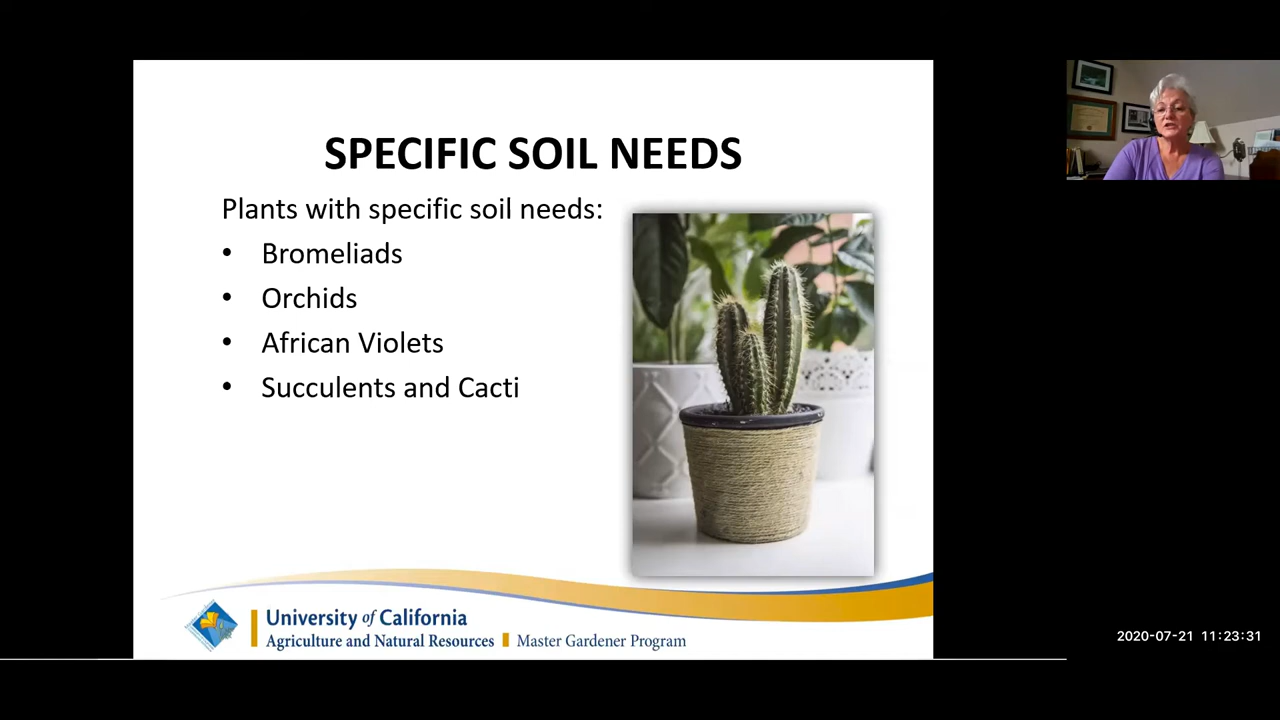 SPECIFIC SOIL NEEDS
Plants with specific soil needs:
• Bromeliads
• Orchids
• African Violets
• Succulents and Cacti
University of California
Agriculture and Natural Resources Master Gardener Program
2020-07-21 11:23:31